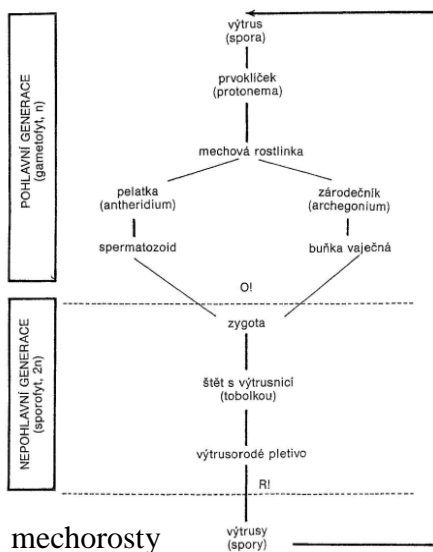 výtrus
(spora)
prvoklíček
(protonema)
mechová rostlinka
pelatka
(antheridium)
zárodečník
(archegonium)
spermatozoid
buňka vaječná
O!
POHLAVNÍ GENERACE
(gametofyt, n)
zygota
štět s výtrusnicí
(tobolkou)
výtrusorodé pletivo
R!
NEPOHLAVNÍ GENERACE
(sporofyt, 2n)
mechorosty
výtrusy
(spory)